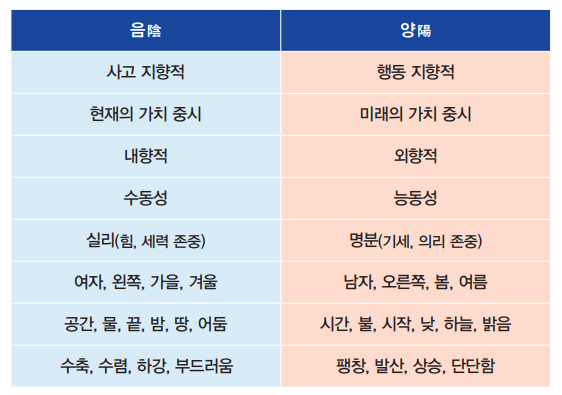 음陰 양陽
사고 지향적 행동 지향적
현재의 가치 중시 미래의 가치 중시
내향적 외향적
수동성 능동성
실리(힘, 세력 존중) 명분(기세, 의리 존중)
여자, 왼쪽, 가을, 겨울 남자, 오른쪽, 봄, 여름
공간, 물, 끝, 밤, 땅, 어둠 시간, 불, 시작, 낮, 하늘, 밝음
수축, 수렴, 하강, 부드러움 팽창, 발산, 상승, 단단함